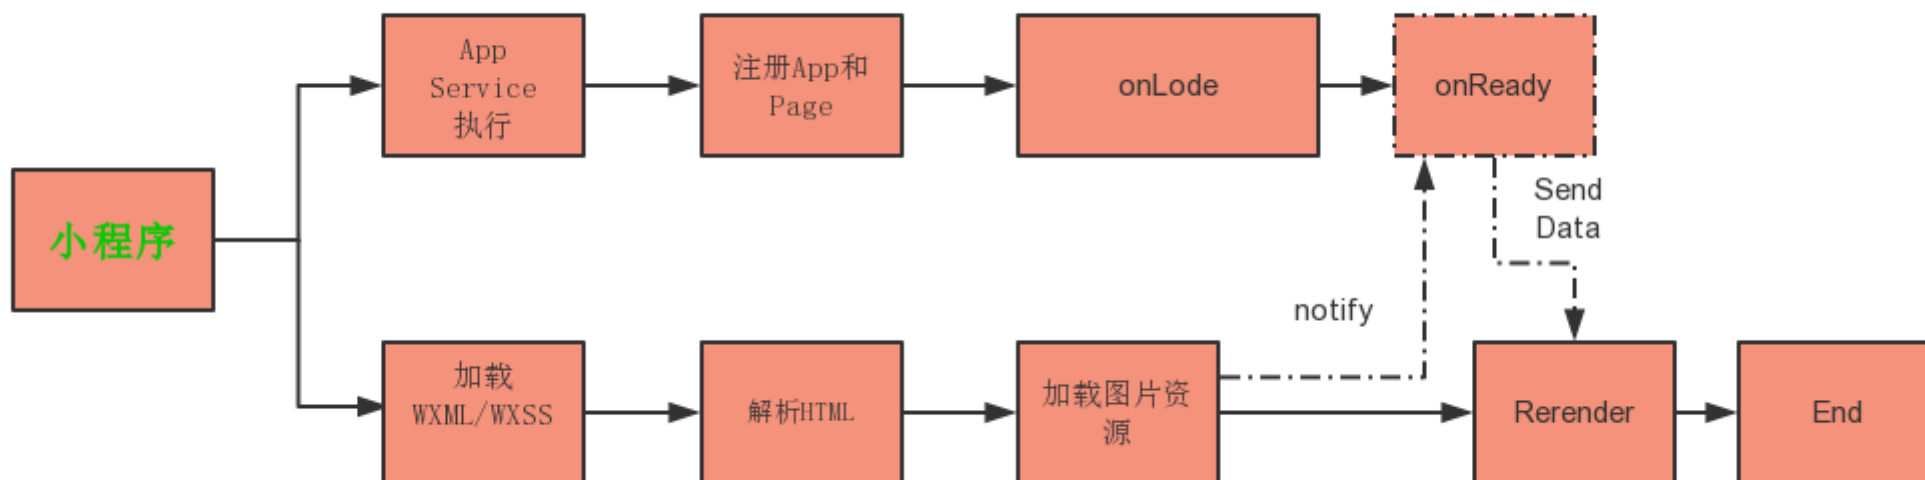 App
Service
执行
注册App和
Page
onLode
onReady
Send
Data
小程序
notify
加载
WXML/WXSS
解析HTML
加载图片资
源
Rerender
End